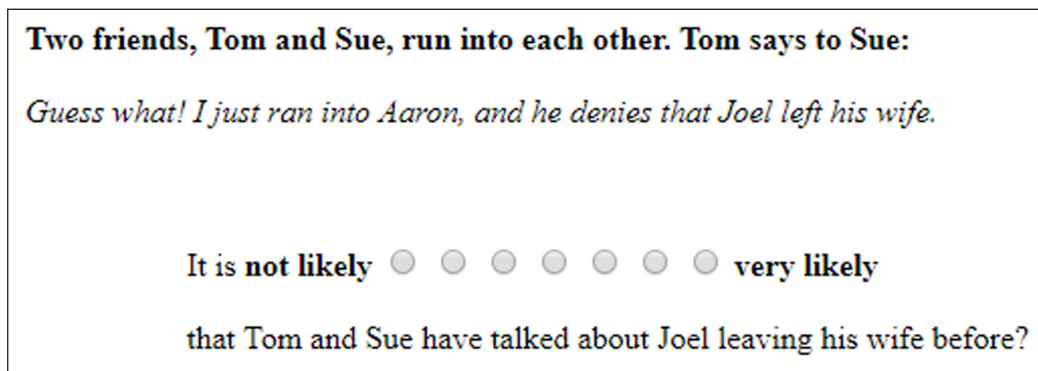 Two friends, Tom and Sue, run into each other. Tom says to Sue:
Guess what! I just ran into Aaron, and he denies that Joel left his wife.
It is not likely very likely
that Tom and Sue have talked about Joel leaving his wife before?